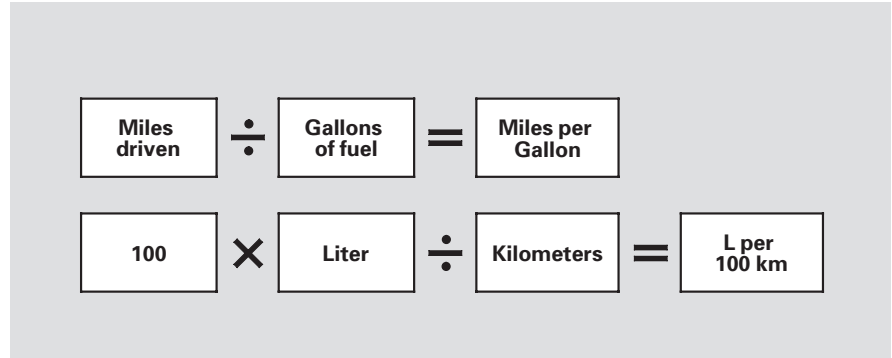 Miles driven ÷ Gallons of fuel = Miles per Gallon
100 × Liter ÷ Kilometers = L per 100 km